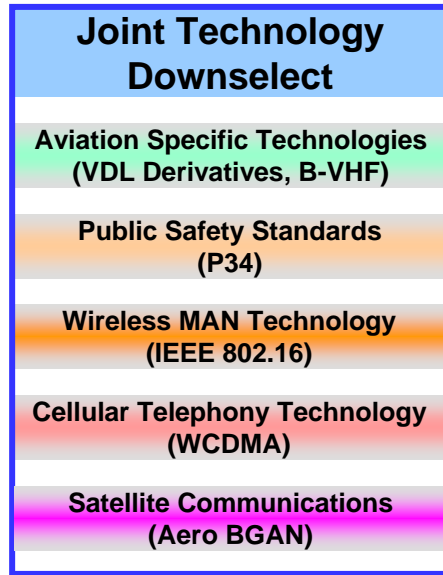 Joint Technology
Downselect
Aviation Specific Technologies
(VDL Derivatives, B-VHF)
Public Safety Standards
(P34)
Wireless MAN Technology
(IEEE 802.16)
Cellular Telephony Technology
(WCDMA)
Satellite Communications
(Aero BGAN)